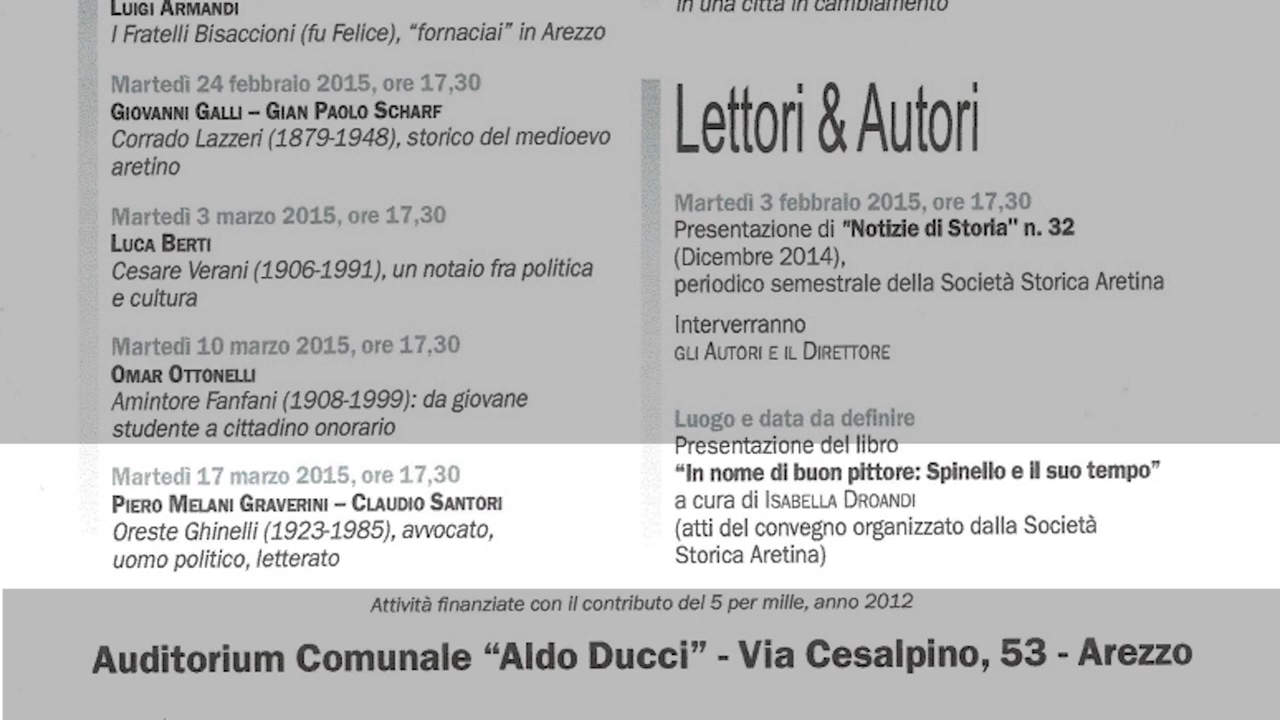 LUIGI ARMANDI
I Fratelli Bisaccioni (fu Felice), “fornaciai” in Arezzo
Martedì 24 febbraio 2015, ore 17,30
GIOVANNI GALLI – GIAN PAOLO SCHARF
Corrado Lazzeri (1879-1948), storico del medioevo
aretino
Martedì 3 marzo 2015, ore 17,30
LUCA BERTI
Cesare Verani (1906-1991), un notaio fra politica
e cultura
Martedì 10 marzo 2015, ore 17,30
OMAR OTTONELLI
Amintore Fanfani (1908-1999): da giovane
studente a cittadino onorario
Martedì 17 marzo 2015, ore 17,30
PIERO MELANI GRAVERINI – CLAUDIO SANTORI
Oreste Ghinelli (1923-1985), avvocato,
uomo politico, letterato
in una città in cambiamento
Lettori & Autori
Martedì 3 febbraio 2015, ore 17,30
Presentazione di "Notizie di Storia" n. 32
(Dicembre 2014),
periodico semestrale della Società Storica Aretina
Interverranno
GLI AUTORI E IL DIRETTORE
Luogo e data da definire
Presentazione del libro
“In nome di buon pittore: Spinello e il suo tempo”
a cura di ISABELLA DROANDI
(atti del convegno organizzato dalla Società
Storica Aretina)
Attività finanziate con il contributo del 5 per mille, anno 2012
Auditorium Comunale “Aldo Ducci” - Via Cesalpino, 53 - Arezzo